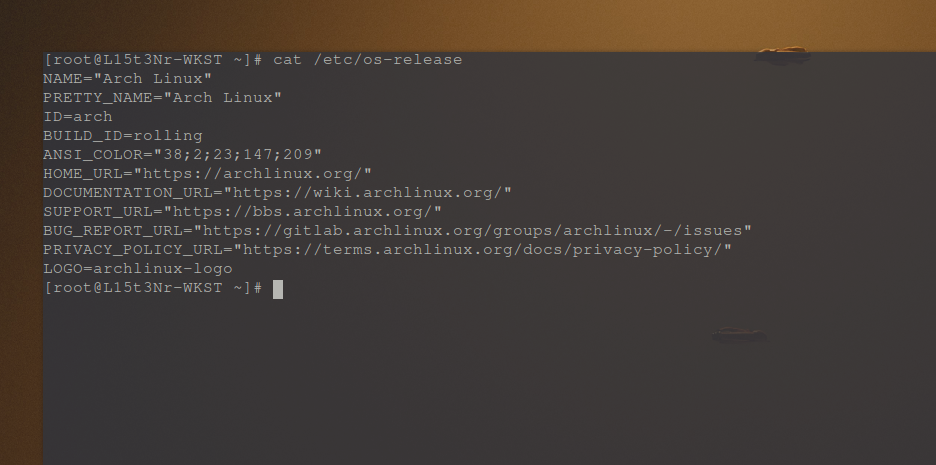 [root@L15t3Nr-WKST ~]# cat /etc/os-release
NAME="Arch Linux"
PRETTY_NAME="Arch Linux"
ID=arch
BUILD_ID=rolling
ANSI_COLOR="38;2;23;147;209"
HOME_URL="https://archlinux.org/"
DOCUMENTATION_URL="https://wiki.archlinux.org/"
SUPPORT_URL="https://bbs.archlinux.org/"
BUG_REPORT_URL="https://gitlab.archlinux.org/groups/archlinux/-/issues"
PRIVACY_POLICY_URL="https://terms.archlinux.org/docs/privacy-policy/"
LOGO=archlinux-logo
[root@L15t3Nr-WKST ~]#